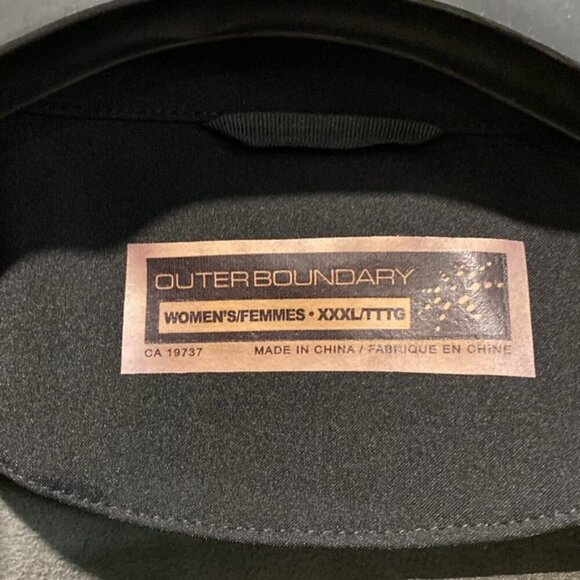 OUTER BOUNDARY
WOMEN'S/FEMMES • XXXL/TTTG
CA 19737 MADE IN CHINA / FABRIQUE EN CHINE